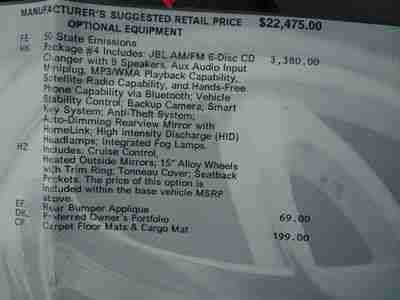 MANUFACTURER'S SUGGESTED RETAIL PRICE $22,475.00
OPTIONAL EQUIPMENT
FE 50 State Emissions
HK Package #4 Includes: JBL AM/FM 6-Disc CD 3,380.00
Changer with 8 Speakers, Aux Audio Input
Miniplug, MP3/WMA Playback Capability,
Satellite Radio Capability, and Hands-Free
Phone Capability via Bluetooth; Vehicle
Stability Control; Backup Camera; Smart
Key System; Anti-Theft System;
Auto-Dimming Rearview Mirror with
HomeLink; High Intensity Discharge (HID)
Headlamps; Integrated Fog Lamps.
HZ Includes: Cruise Control,
Heated Outside Mirrors; 15" Alloy Wheels
with Trim Ring; Tonneau Cover; Seatback
Pockets. The price of this option is
included within the base vehicle MSRP
above.
EF Rear Bumper Applique 69.00
DK Preferred Owner's Portfolio
CF Carpet Floor Mats & Cargo Mat 199.00